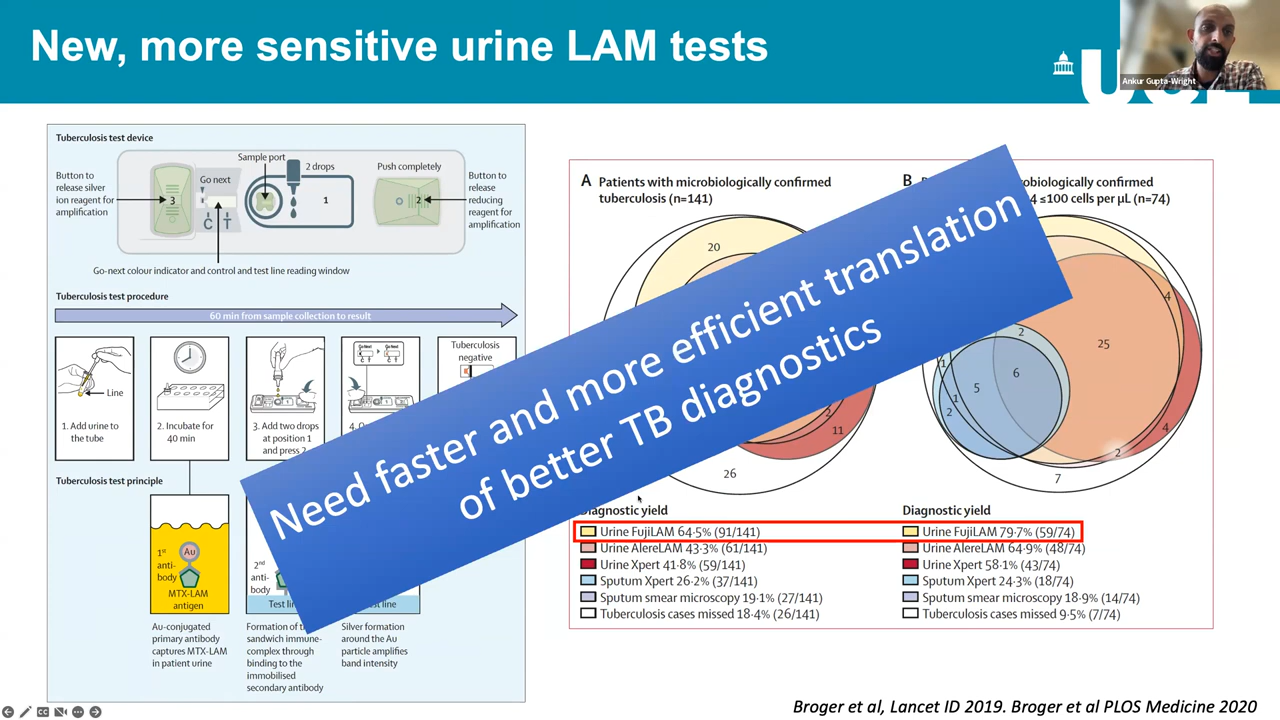 New, more sensitive urine LAM tests
Ankur Gupta-Wright
Tuberculosis test device
Button to
release silver
ion reagent for
amplification
3
Go next
C T
Sample port
2 drops
1
Push completely
2
Button to
release
reducing
reagent for
amplification
Go-next colour indicator and control and test line reading window
Tuberculosis test procedure
60 min from sample collection to result
Line
1. Add urine to
the tube
2. Incubate for
40 min
3. Add two drops
at position 1
and press 2
Tuberculosis
negative
Tuberculosis test principle
1st
anti-
body
Au
MTX-LAM
antigen
2nd
anti-
body
Test line
line
Au-conjugated
primary antibody
captures MTX-LAM
in patient urine
Formation of the
sandwich immune-
complex through
binding to the
immobilised
secondary antibody
Silver formation
around the Au
particle amplifies
band intensity
Need faster and more efficient translation
of better TB diagnostics
A Patients with microbiologically confirmed
tuberculosis (n=141)
20
2
11
26
Diagnostic yield
Urine FujiLAM 64·5% (91/141)
Urine AlereLAM 43·3% (61/141)
Urine Xpert 41·8% (59/141)
Sputum Xpert 26·2% (37/141)
Sputum smear microscopy 19·1% (27/141)
Tuberculosis cases missed 18·4% (26/141)
B
obiologically confirmed
4 ≤100 cells per μL (n=74)
4
2
25
1
6
5
1
2
4
2
7
Diagnostic yield
Urine FujiLAM 79·7% (59/74)
Urine AlereLAM 64·9% (48/74)
Urine Xpert 58·1% (43/74)
Sputum Xpert 24·3% (18/74)
Sputum smear microscopy 18·9% (14/74)
Tuberculosis cases missed 9·5% (7/74)
Broger et al, Lancet ID 2019. Broger et al PLOS Medicine 2020